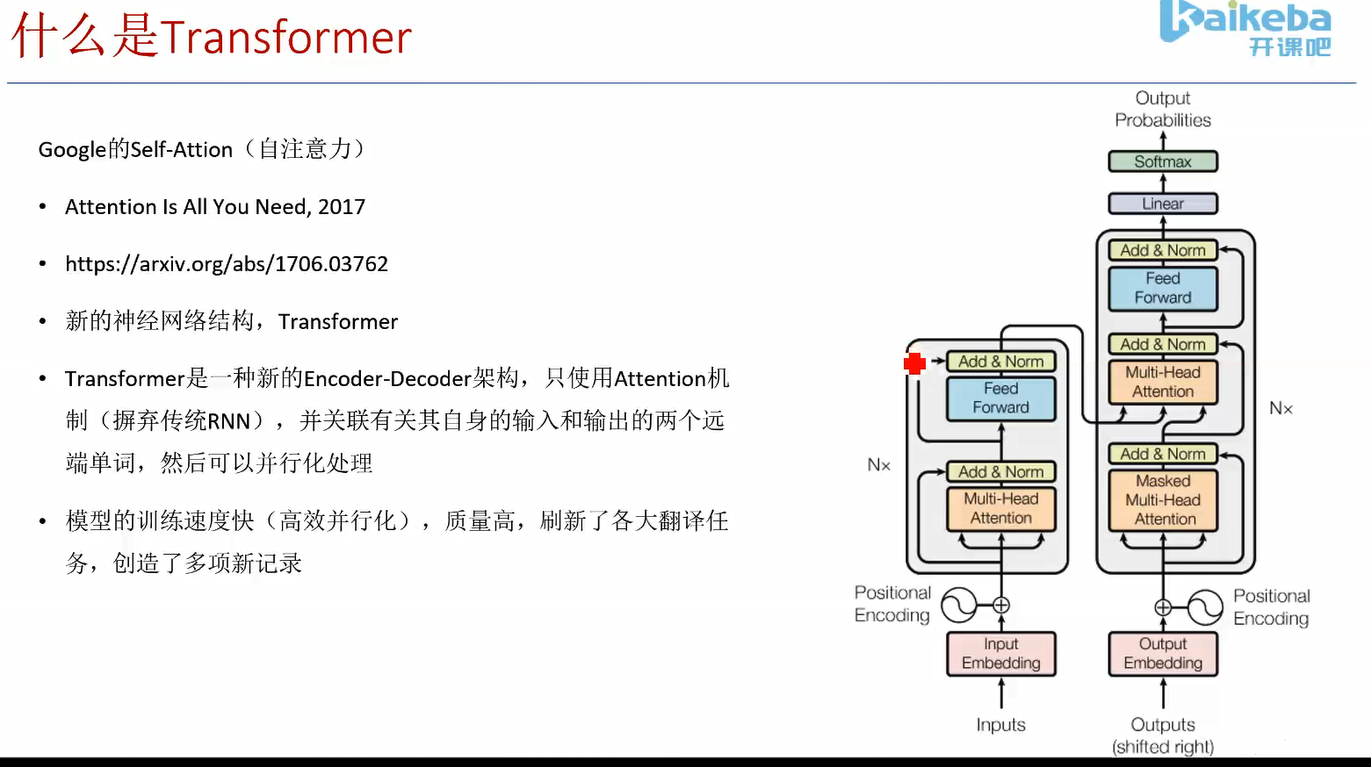 什么是Transformer
Kaikeba
开课吧
Google的Self-Attion（自注意力）
• Attention Is All You Need, 2017
• https://arxiv.org/abs/1706.03762
• 新的神经网络结构，Transformer
• Transformer是一种新的Encoder-Decoder架构，只使用Attention机
制（摒弃传统RNN），并关联有关其自身的输入和输出的两个远
端单词，然后可以并行化处理
• 模型的训练速度快（高效并行化），质量高，刷新了各大翻译任
务，创造了多项新记录
Output
Probabilities
Softmax
Linear
Add & Norm
Feed
Forward
Add & Norm
Multi-Head
Attention
Nx
Add & Norm
Masked
Multi-Head
Attention
Add & Norm
Feed
Forward
Nx
Add & Norm
Multi-Head
Attention
Positional
Encoding
Positional
Encoding
Input
Embedding
Output
Embedding
Inputs
Outputs
(shifted right)